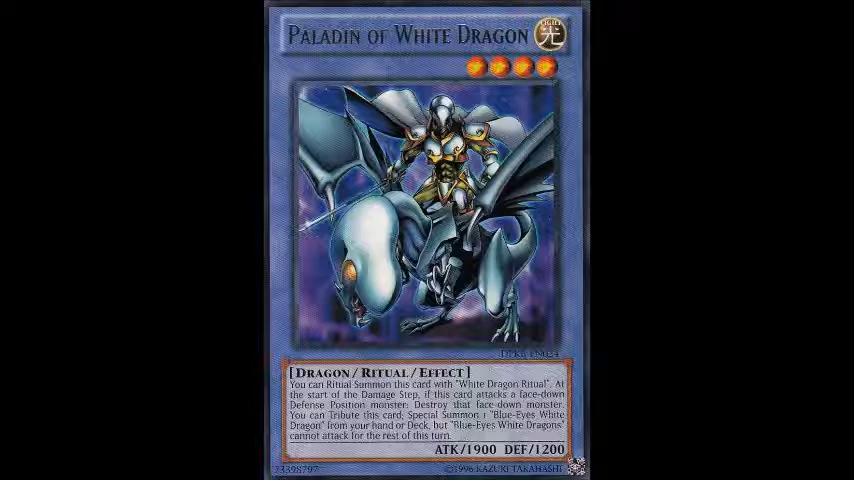 PALADIN OF WHITE DRAGON
LIGHT
光
DPKB-EN024
[DRAGON/RITUAL/EFFECT]
You can Ritual Summon this card with "White Dragon Ritual". At
the start of the Damage Step, if this card attacks a face-down
Defense Position monster: Destroy that face-down monster.
You can Tribute this card; Special Summon 1 "Blue-Eyes White
Dragon" from your hand or Deck, but "Blue-Eyes White Dragons"
cannot attack for the rest of this turn.
ATK/1900 DEF/1200
73398797
©1996 KAZUKI TAKAHASHI